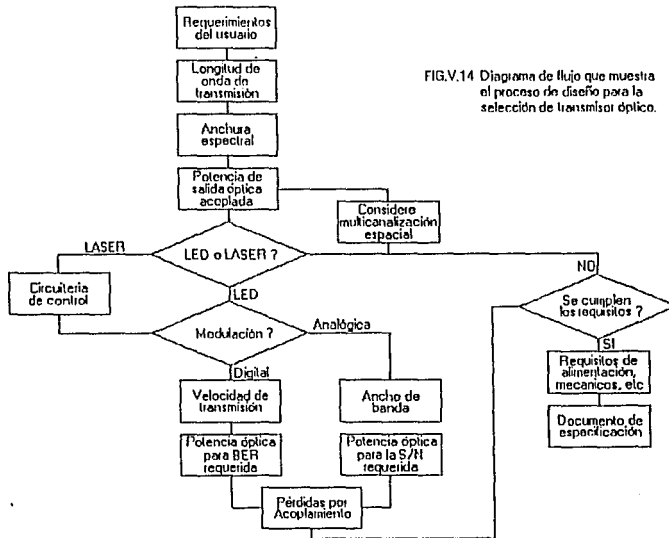 Requerimientos
del usuario
Longitud de
onda de
transmisión
FIG.V.14 Diagrama de flujo que muestra
el proceso de diseño para la
selección de transmisor óptico.
Anchura
espectral
Potencia de
salida óptica
acoplada
Considere
multicanalización
espacial
LASER
LED o LASER ?
NO
Circuiteria
de control
LED
Se cumplen
los requisitos ?
Modulación ?
Analógica
SI
Digital
Requisitos de
alimentación,
mecanicos, etc
Velocidad de
transmisión
Ancho de
banda
Documento de
especificación
Potencia óptica
para BER
requerida
Potencia óptica
para la S/N
requerida
Pérdidas por
Acoplamiento